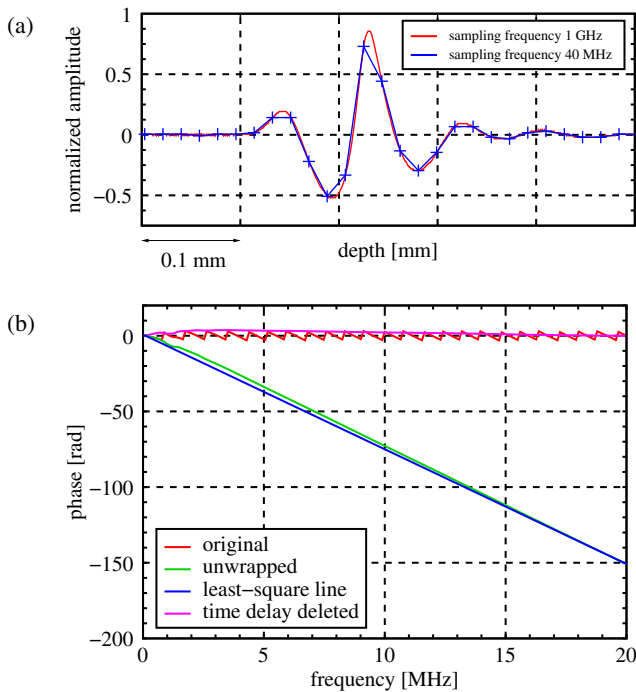 (a)
normalized amplitude
1
0.5
0
−0.5
sampling frequency 1 GHz
sampling frequency 40 MHz
0.1 mm
depth [mm]
(b)
phase [rad]
0
−50
−100
−150
−200
original
unwrapped
least−square line
time delay deleted
0 5 10 15 20
frequency [MHz]